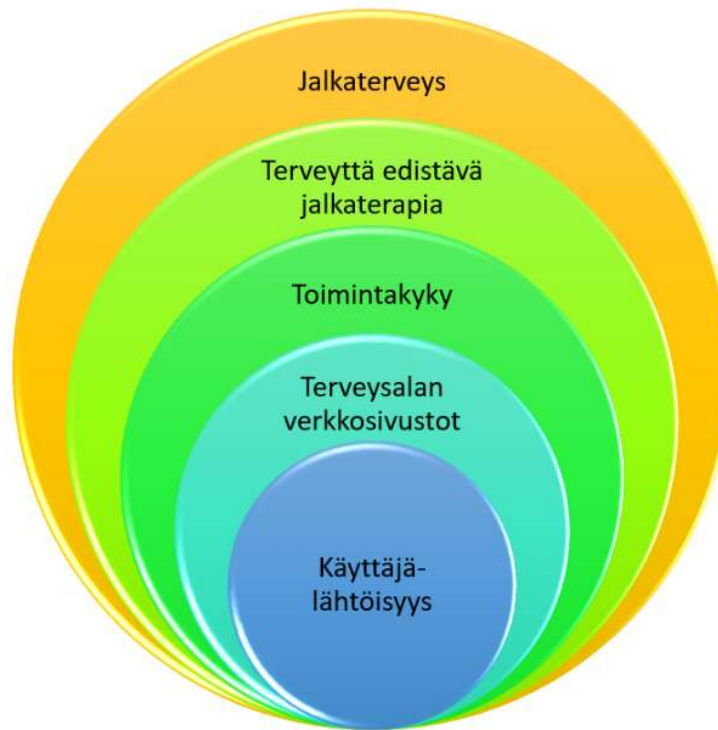 Jalkaterveys
Terveyttä edistävä
jalkaterapia
Toimintakyky
Terveysalan
verkkosivustot
Käyttäjä-
lähtöisyys